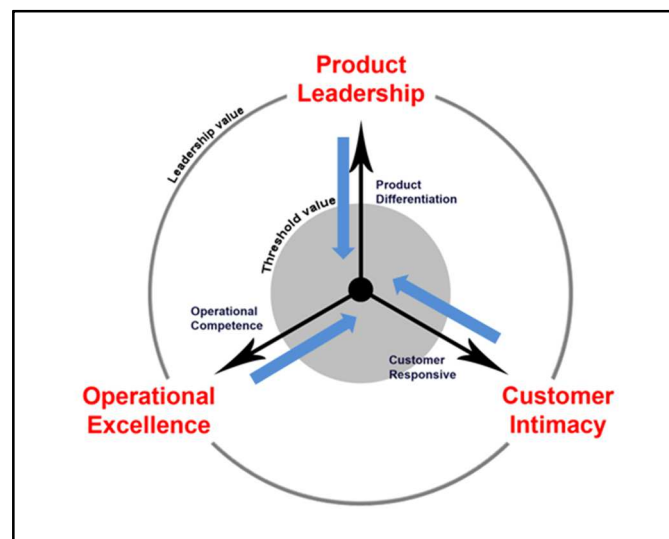 Product
Leadership
Leadership value
Product
Differentiation
Threshold value
Operational
Competence
Customer
Responsive
Operational
Excellence
Customer
Intimacy